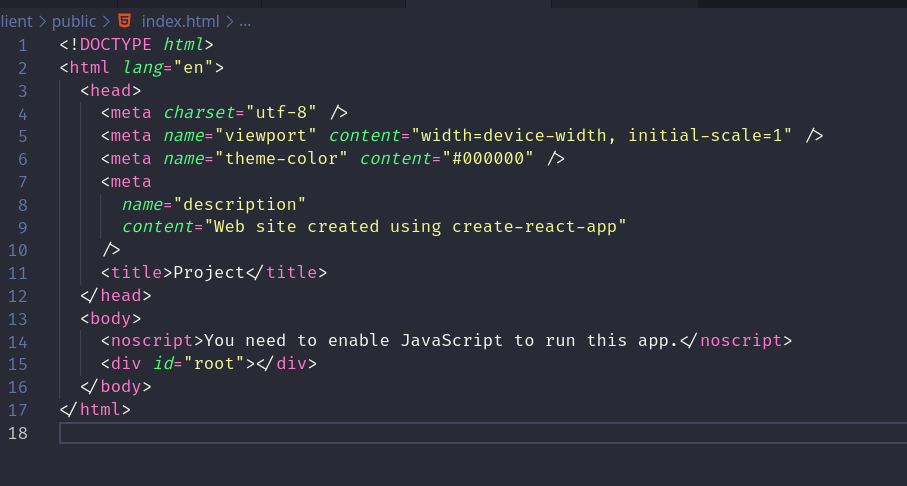 lient > public > index.html > ...
1 <!DOCTYPE html>
2 <html lang="en">
3 <head>
4 <meta charset="utf-8" />
5 <meta name="viewport" content="width=device-width, initial-scale=1" />
6 <meta name="theme-color" content="#000000" />
7 <meta
8 name="description"
9 content="Web site created using create-react-app"
10 />
11 <title>Project</title>
12 </head>
13 <body>
14 <noscript>You need to enable JavaScript to run this app.</noscript>
15 <div id="root"></div>
16 </body>
17 </html>
18